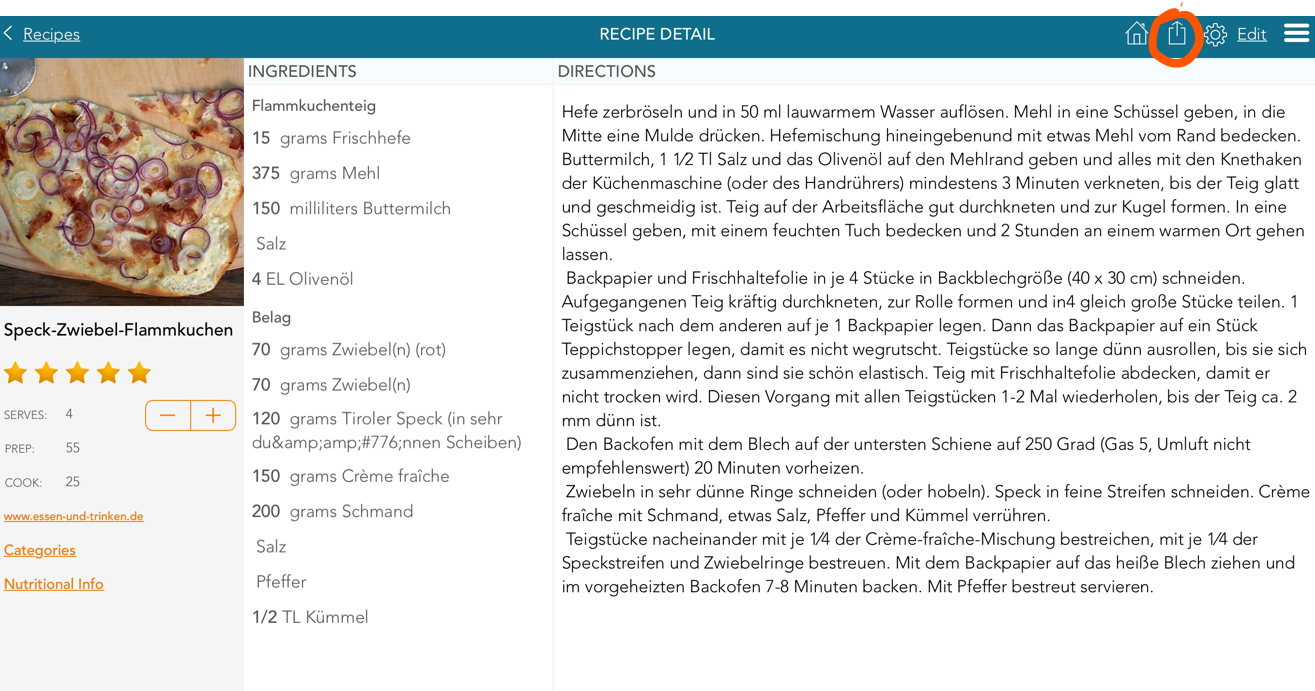 Recipes
RECIPE DETAIL
Edit
INGREDIENTS
DIRECTIONS
Speck-Zwiebel-Flammkuchen
SERVES: 4
PREP: 55
COOK: 25
www.essen-und-trinken.de
Categories
Nutritional Info
Flammkuchenteig
15 grams Frischhefe
375 grams Mehl
150 milliliters Buttermilch
Salz
4 EL Olivenöl
Belag
70 grams Zwiebel(n) (rot)
70 grams Zwiebel(n)
120 grams Tiroler Speck (in sehr
du&amp;amp;#776;nnen Scheiben)
150 grams Crème fraîche
200 grams Schmand
Salz
Pfeffer
1/2 TL Kümmel
Hefe zerbröseln und in 50 ml lauwarmem Wasser auflösen. Mehl in eine Schüssel geben, in die
Mitte eine Mulde drücken. Hefemischung hineingebenund mit etwas Mehl vom Rand bedecken.
Buttermilch, 1 1/2 Tl Salz und das Olivenöl auf den Mehlrand geben und alles mit den Knethaken
der Küchenmaschine (oder des Handrührers) mindestens 3 Minuten verkneten, bis der Teig glatt
und geschmeidig ist. Teig auf der Arbeitsfläche gut durchkneten und zur Kugel formen. In eine
Schüssel geben, mit einem feuchten Tuch bedecken und 2 Stunden an einem warmen Ort gehen
lassen.
Backpapier und Frischhaltefolie in je 4 Stücke in Backblechgröße (40 x 30 cm) schneiden.
Aufgegangenen Teig kräftig durchkneten, zur Rolle formen und in4 gleich große Stücke teilen. 1
Teigstück nach dem anderen auf je 1 Backpapier legen. Dann das Backpapier auf ein Stück
Teppichstopper legen, damit es nicht wegrutscht. Teigstücke so lange dünn ausrollen, bis sie sich
zusammenziehen, dann sind sie schön elastisch. Teig mit Frischhaltefolie abdecken, damit er
nicht trocken wird. Diesen Vorgang mit allen Teigstücken 1-2 Mal wiederholen, bis der Teig ca. 2
mm dünn ist.
Den Backofen mit dem Blech auf der untersten Schiene auf 250 Grad (Gas 5, Umluft nicht
empfehlenswert) 20 Minuten vorheizen.
Zwiebeln in sehr dünne Ringe schneiden (oder hobeln). Speck in feine Streifen schneiden. Crème
fraîche mit Schmand, etwas Salz, Pfeffer und Kümmel verrühren.
Teigstücke nacheinander mit je 1/4 der Crème-fraîche-Mischung bestreichen, mit je 1/4 der
Speckstreifen und Zwiebelringe bestreuen. Mit dem Backpapier auf das heiße Blech ziehen und
im vorgeheizten Backofen 7-8 Minuten backen. Mit Pfeffer bestreut servieren.